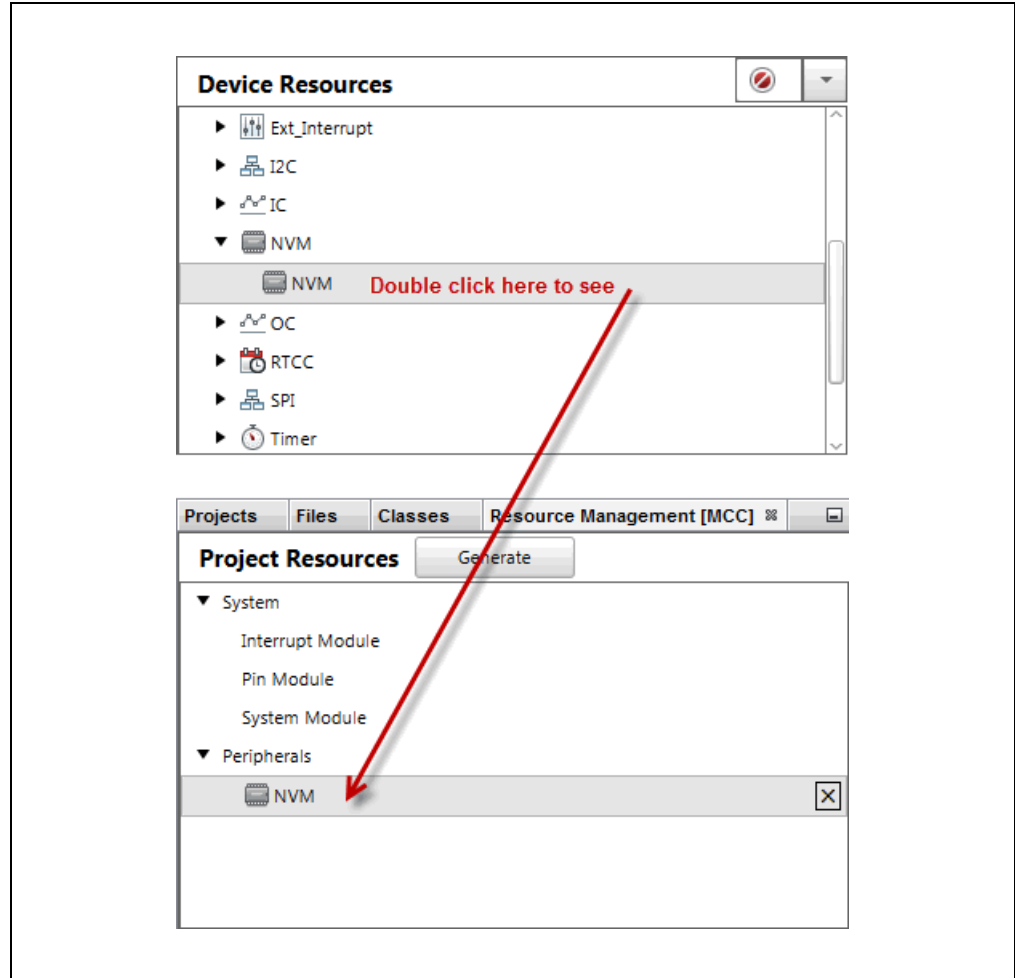 Device Resources
Ext_Interrupt
I2C
IC
NVM
NVM Double click here to see
OC
RTCC
SPI
Timer
Projects Files Classes Resource Management [MCC]
Project Resources Generate
System
Interrupt Module
Pin Module
System Module
Peripherals
NVM